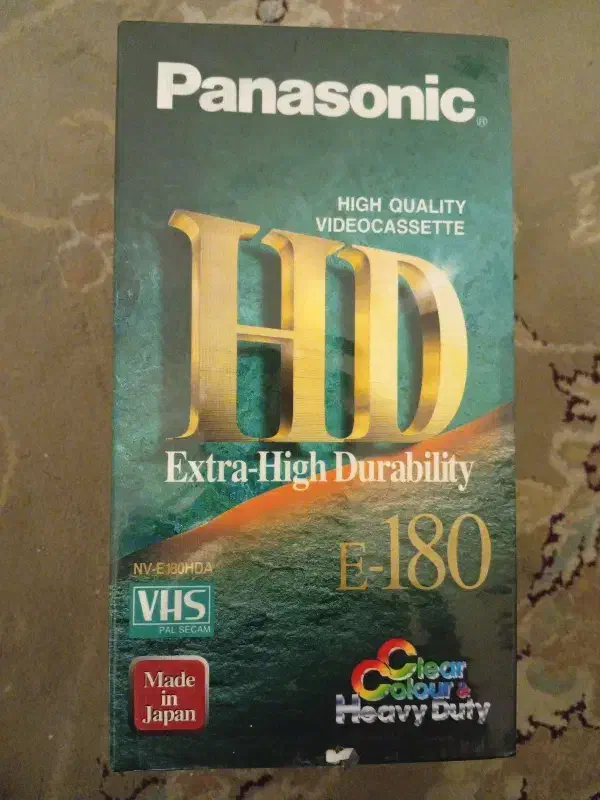 Panasonic®
HIGH QUALITY
VIDEOCASSETTE
HD
Extra-High Durability
E-180
NV-E180HDA
VHS
PAL SECAM
Made
in
Japan
Clear
Colour &
Heavy Duty